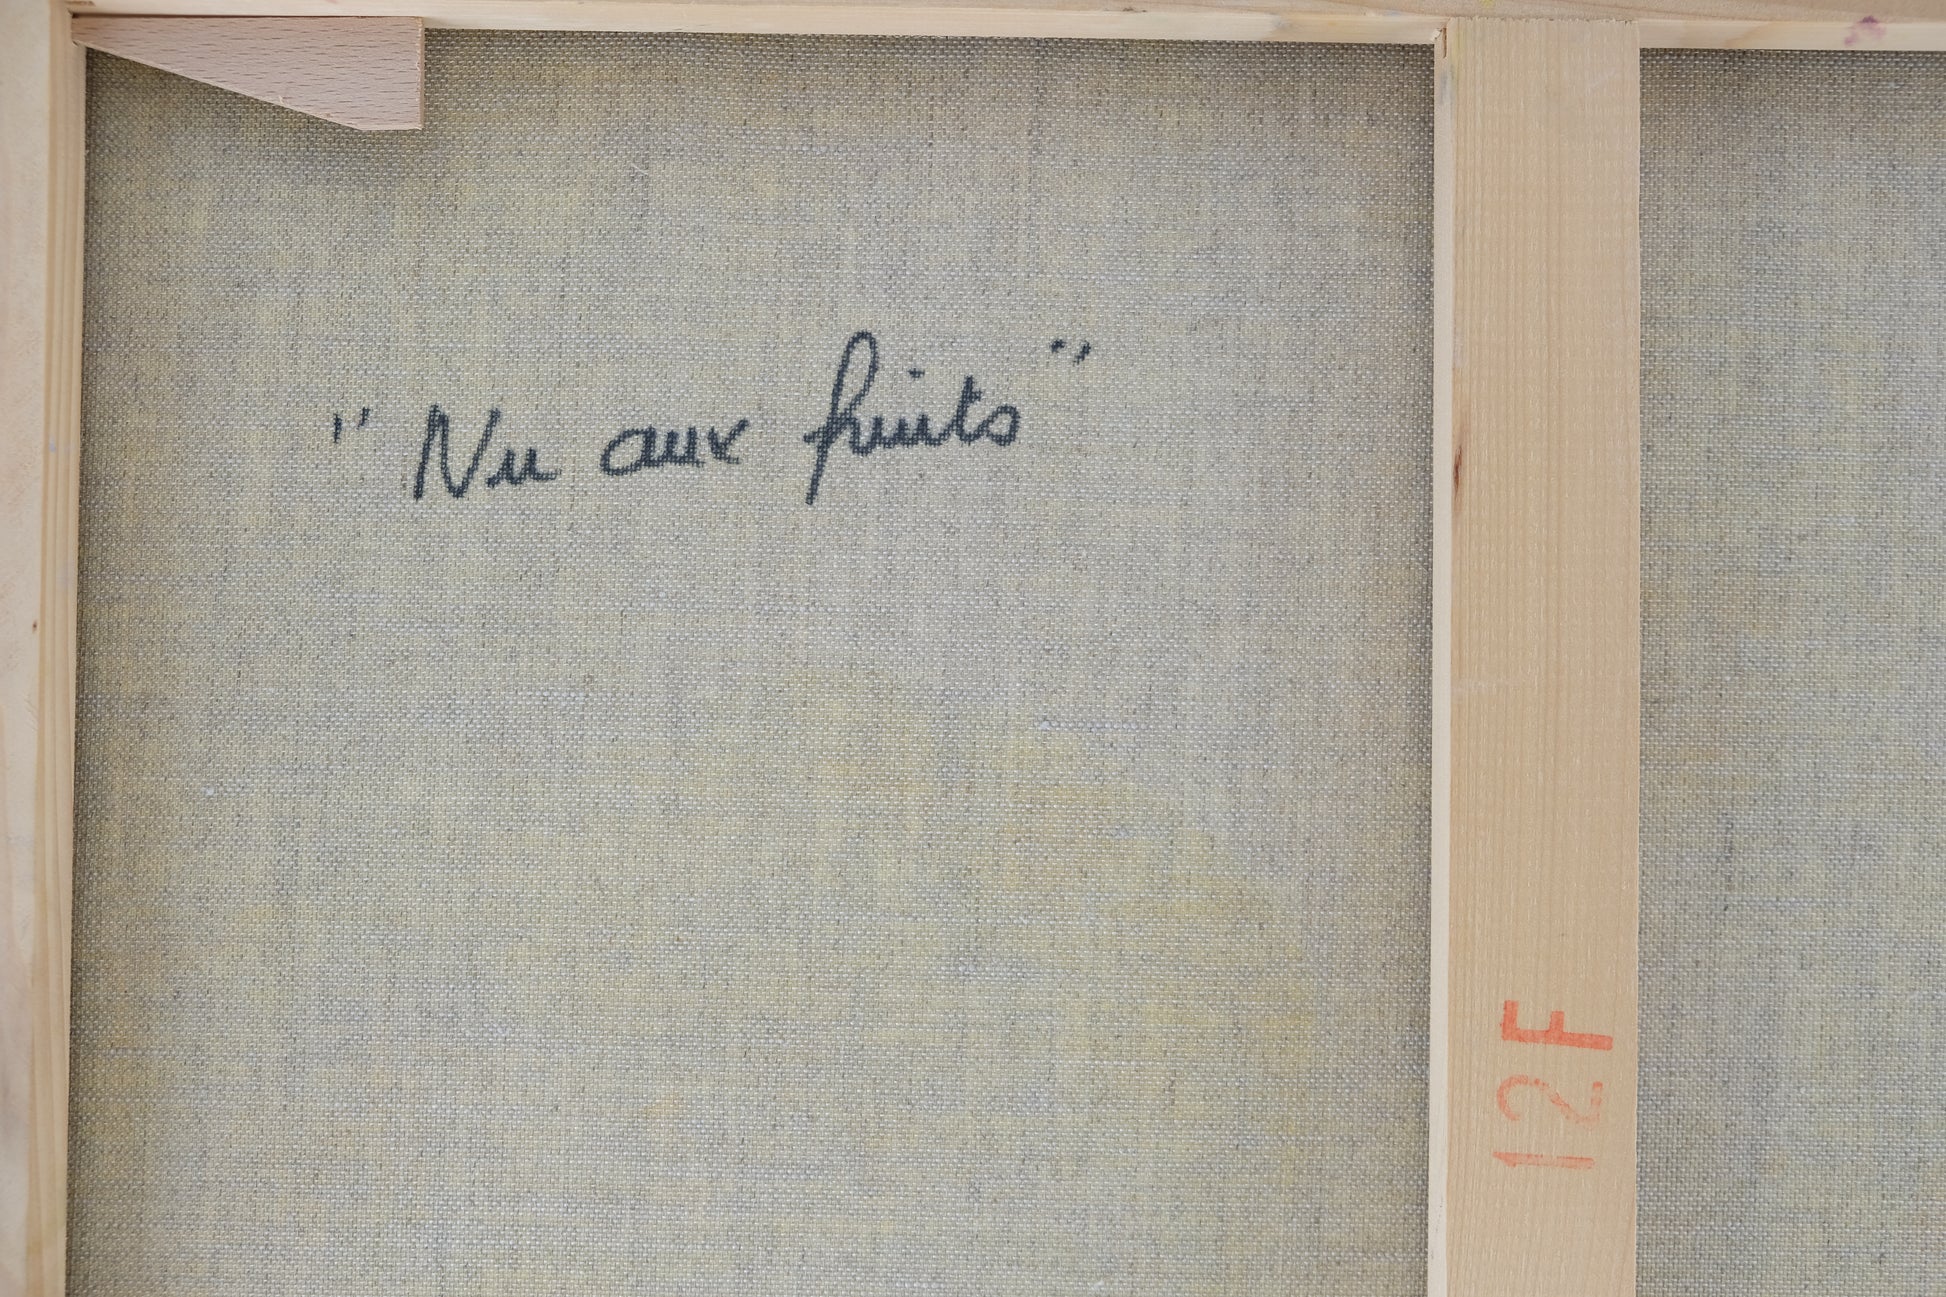 " Nu aux fruits "
12F